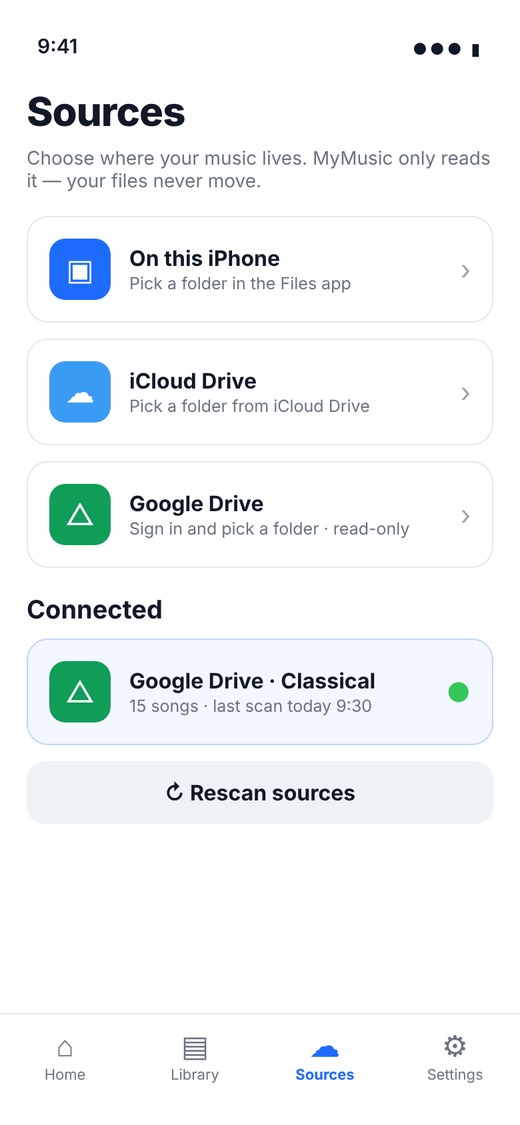 9:41
Sources
Choose where your music lives. MyMusic only reads
it — your files never move.
On this iPhone
Pick a folder in the Files app
iCloud Drive
Pick a folder from iCloud Drive
Google Drive
Sign in and pick a folder · read-only
Connected
Google Drive · Classical
15 songs · last scan today 9:30
↻ Rescan sources
Home
Library
Sources
Settings